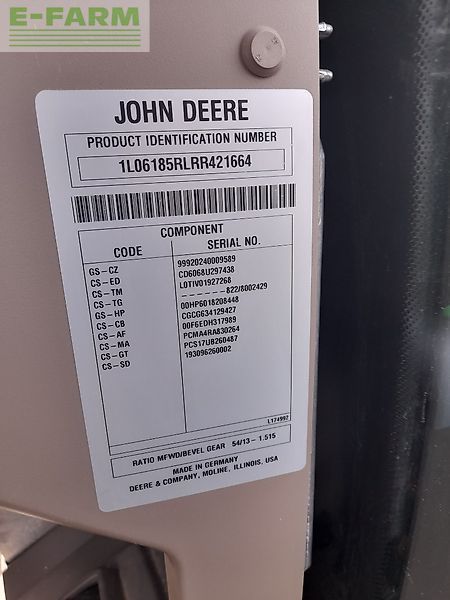 E-FARM
JOHN DEERE
PRODUCT IDENTIFICATION NUMBER
1L06185RLRR421664
COMPONENT
CODE SERIAL NO.
GS-CZ 99920240009589
CS-ED CD6068U297438
CS-TM L0TIV01927268
CS-TG ------822/8002429
GS-HP 00HP6018208448
CS-CB CGCG634129427
CS-AF 00F6EDH317989
CS-MA PCMA4RA830264
CS-GT PCS17UB260487
CS-SD 193096260002
L174992
RATIO MFWD/BEVEL GEAR 54/13-1.515
MADE IN GERMANY
DEERE & COMPANY, MOLINE, ILLINOIS, USA